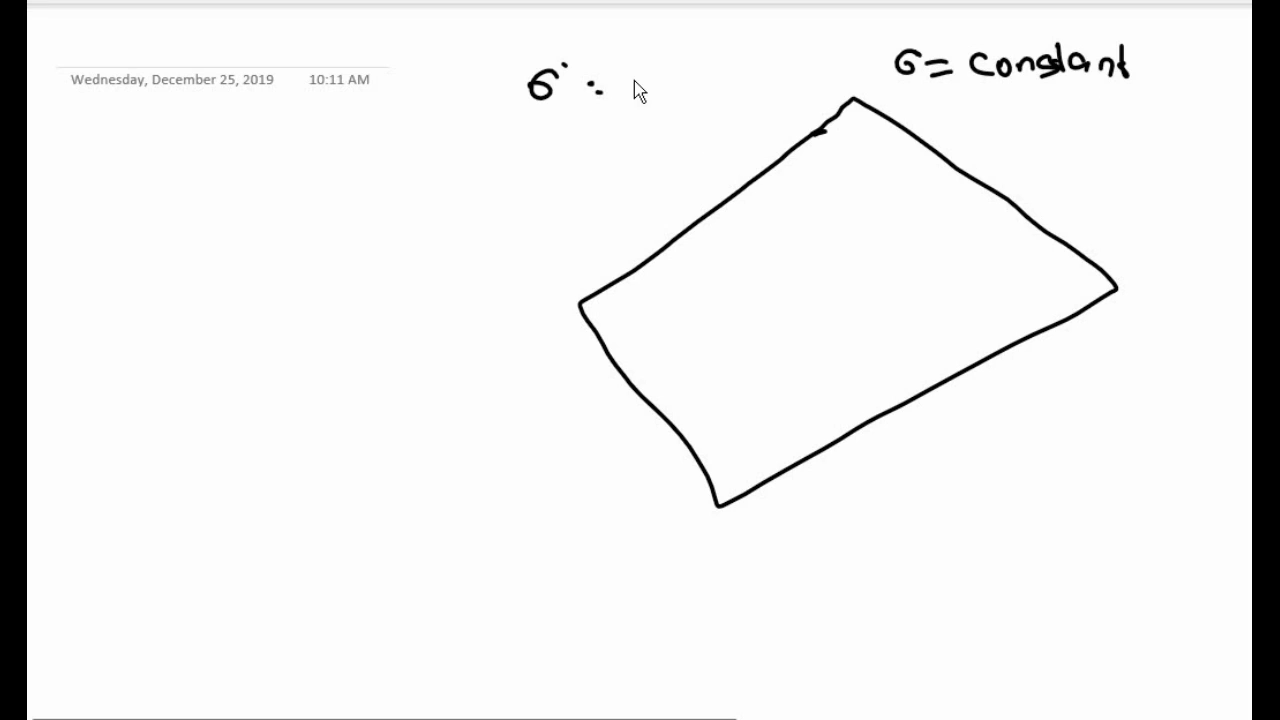 Wednesday, December 25, 2019 10:11 AM
σ :
σ = constant